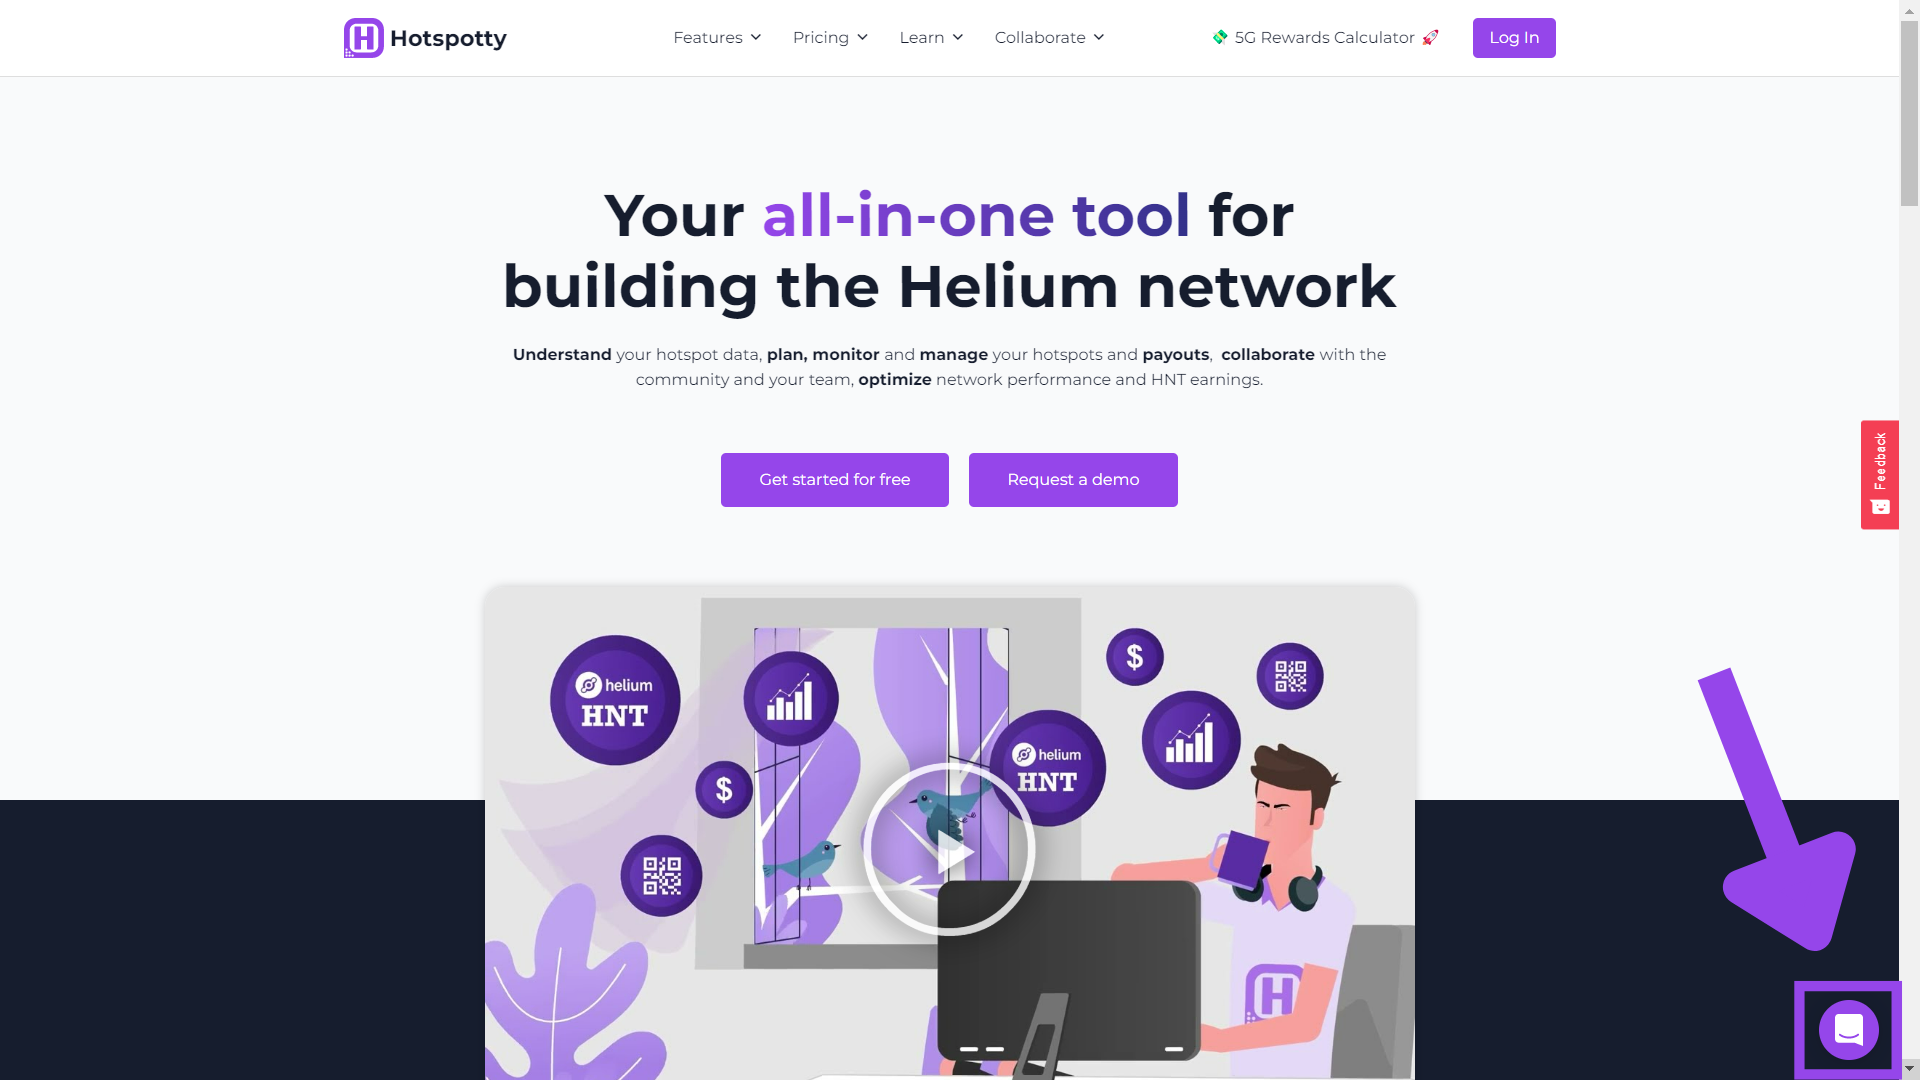 Hotspotty
Features
Pricing
Learn
Collaborate
5G Rewards Calculator
Log In
Your all-in-one tool for
building the Helium network
Understand your hotspot data, plan, monitor and manage your hotspots and payouts, collaborate with the
community and your team, optimize network performance and HNT earnings.
Get started for free
Request a demo
Feedback
helium
HNT
$
$
helium
HNT
H